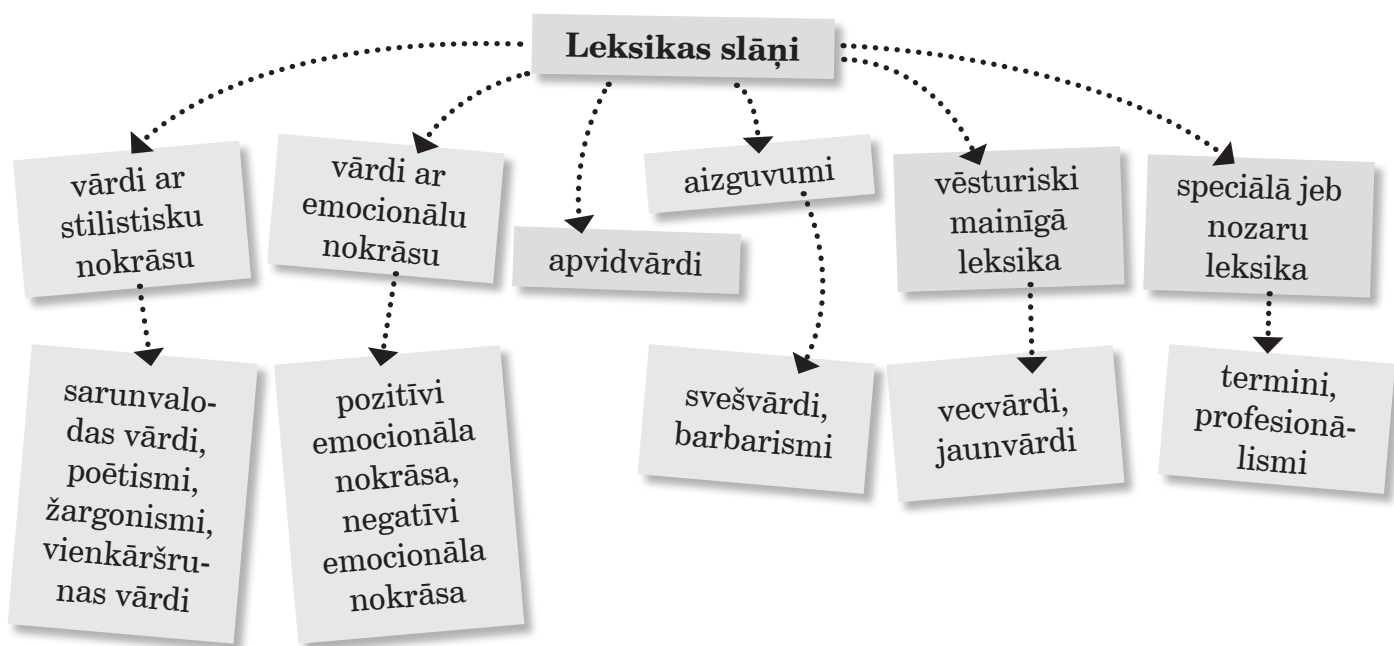 Leksikas slāņi
vārdi ar
stilistisku
nokrāsu
vārdi ar
emocionālu
nokrāsu
apvidvārdi
aizguvumi
vēsturiski
mainīgā
leksika
speciālā jeb
nozaru
leksika
sarunvalo-
das vārdi,
poētismi,
žargonismi,
vienkāršru-
nas vārdi
pozitīvi
emocionāla
nokrāsa,
negatīvi
emocionāla
nokrāsa
svešvārdi,
barbarismi
vecvārdi,
jaunvārdi
termini,
profesionā-
lismi